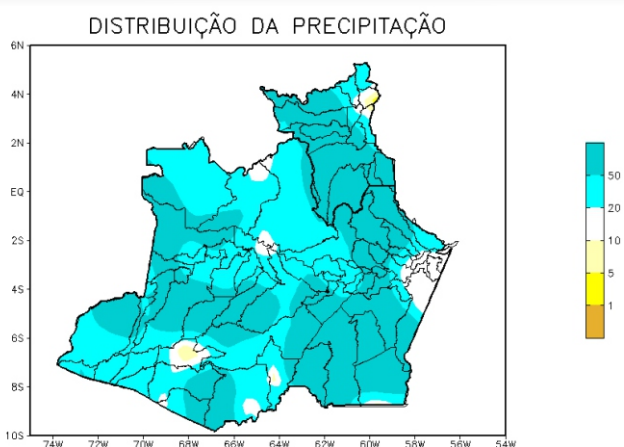 DISTRIBUIÇÃO DA PRECIPITAÇÃO
6N
4N
2N
EQ
2S
4S
6S
8S
10S
74W 72W 70W 68W 66W 64W 62W 60W 58W 56W 54W
50
20
10
5
1